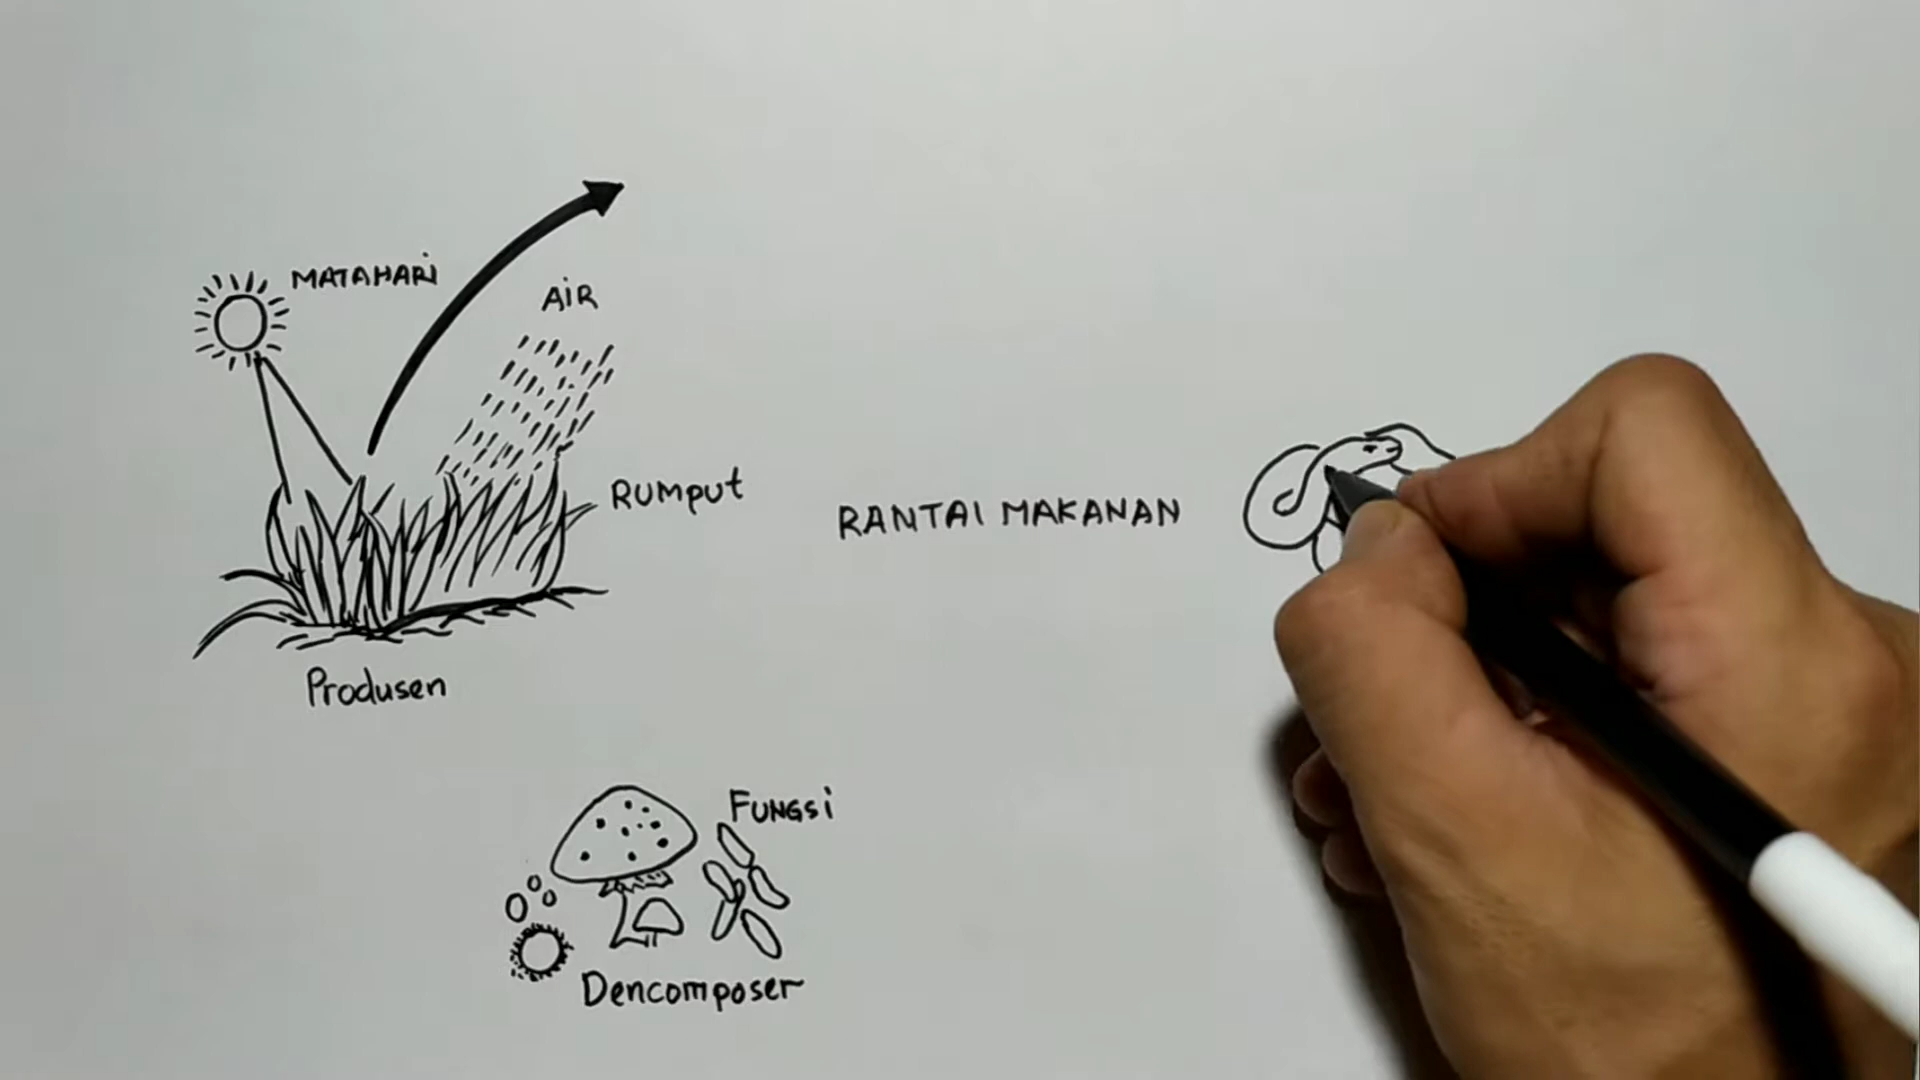 MATAHARi
AiR
RUMPUt
RANTAI MAKANAN
Produsen
FUNGSi
Dencomposer